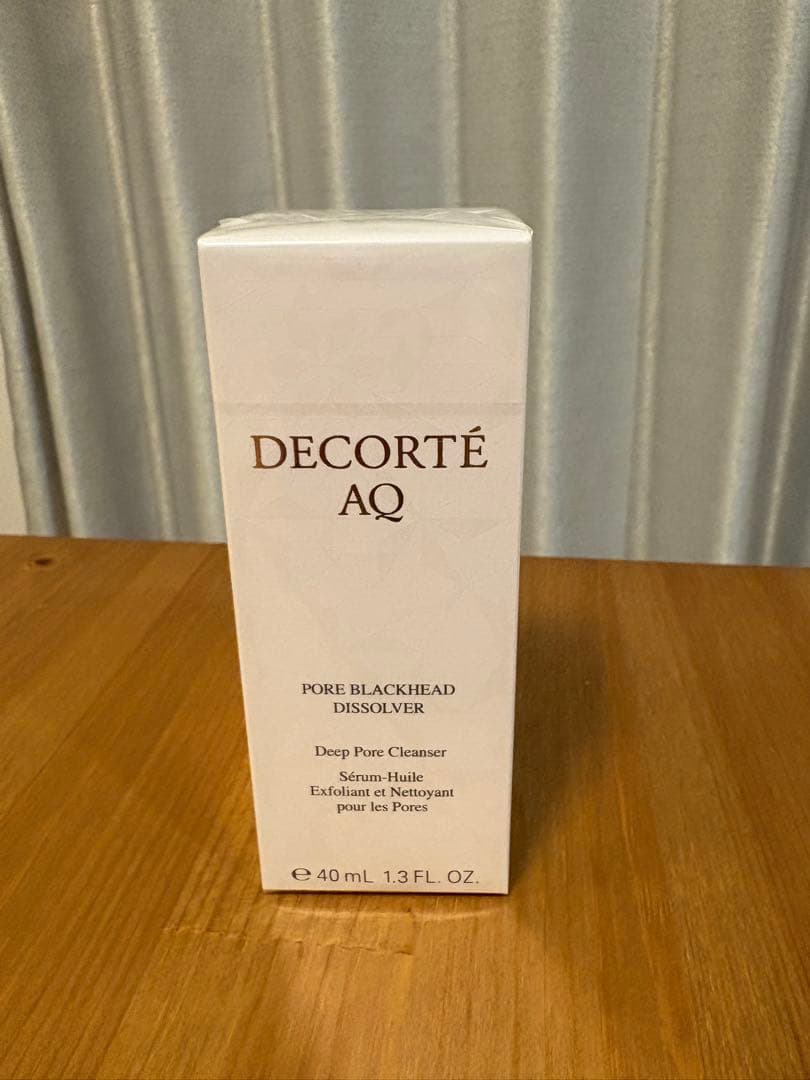 DECORTÉ
AQ
PORE BLACKHEAD
DISSOLVER
Deep Pore Cleanser
Sérum-Huile
Exfoliant et Nettoyant
pour les Pores
℮ 40 mL 1.3 FL. OZ.